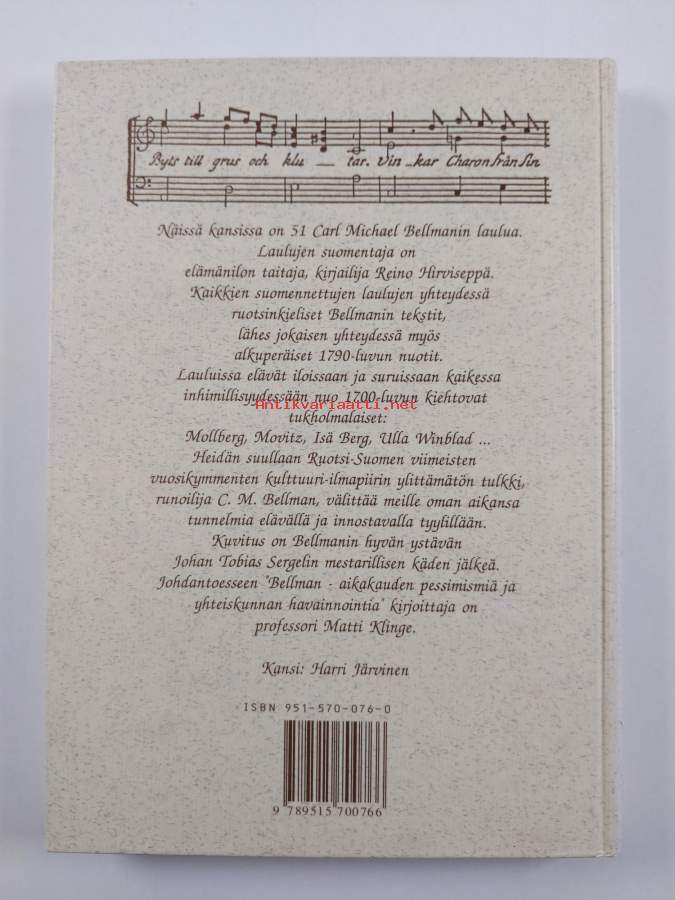 Byts till grus och klu _ tar. Vin _ kar Charon från sin
Näissä kansissa on 51 Carl Michael Bellmanin laulua.
Laulujen suomentaja on
elämänilon taitaja, kirjailija Reino Hirviseppä.
Kaikkien suomennettujen laulujen yhteydessä
ruotsinkieliset Bellmanin tekstit,
lähes jokaisen yhteydessä myös
alkuperäiset 1790-luvun nuotit.
Lauluissa elävät iloissaan ja suruissaan kaikessa
inhimillisyydessään nuo 1700-luvun kiehtovat
Antikvariaatti.net
tukholmalaiset:
Mollberg, Movitz, Isä Berg, Ulla Winblad ...
Heidän suullaan Ruotsi-Suomen viimeisten
vuosikymmenten kulttuuri-ilmapiirin ylittämätön tulkki,
runoilija C. M. Bellman, välittää meille oman aikansa
tunnelmia elävällä ja innostavalla tyylillään.
Kuvitus on Bellmanin hyvän ystävän
Johan Tobias Sergelin mestarillisen käden jälkeä.
Johdantoesseen "Bellman - aikakauden pessimismiä ja
yhteiskunnan havainnointia" kirjoittaja on
professori Matti Klinge.
Kansi: Harri Järvinen
ISBN 951-570-076-0
9 789515 700766